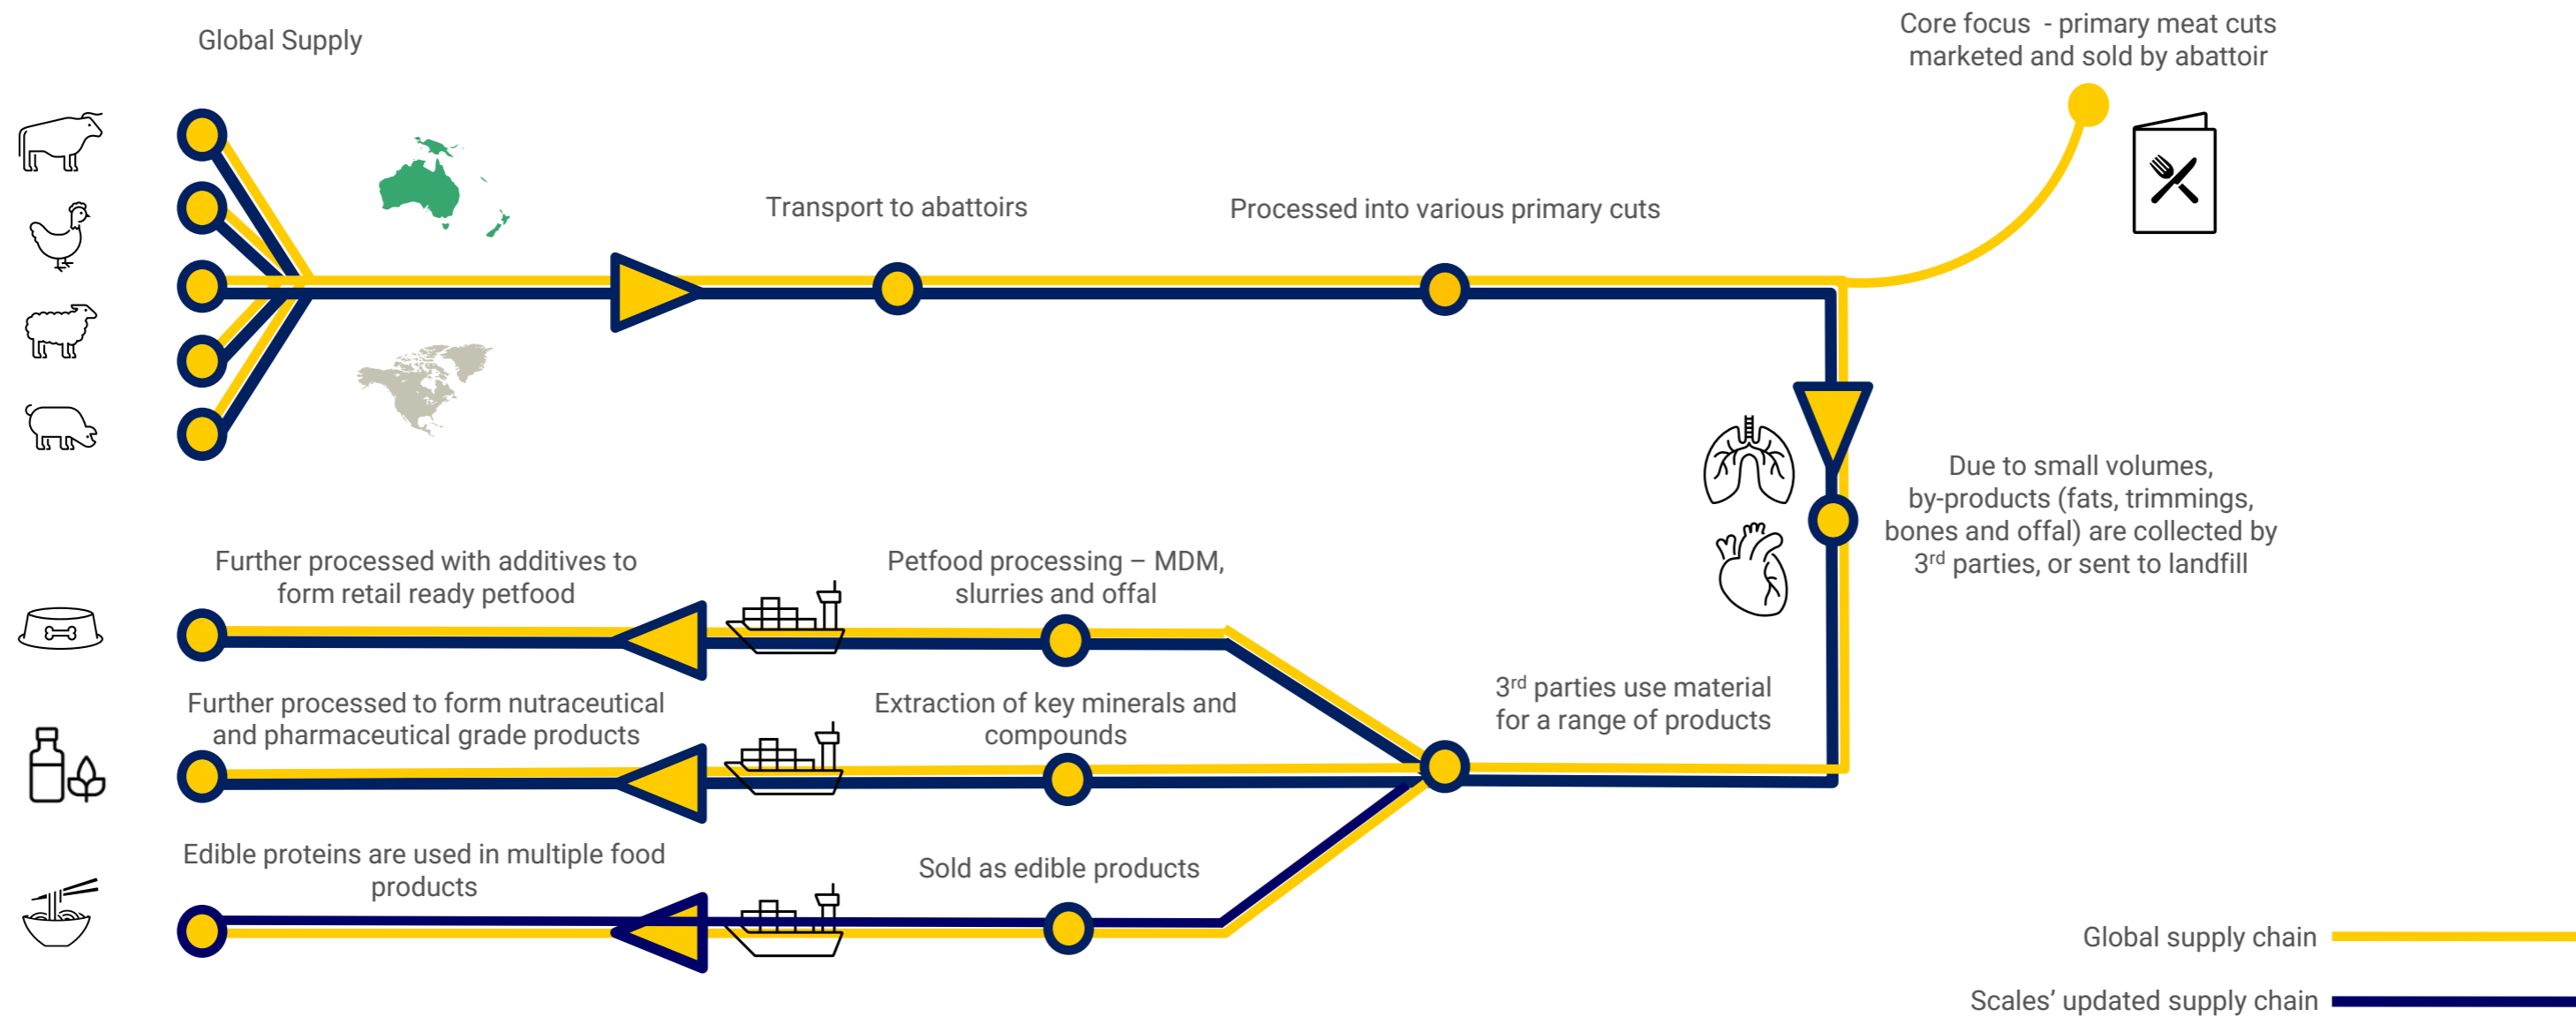 Global Supply
Core focus  - primary meat cuts
marketed and sold by abattoir
Transport to abattoirs
Processed into various primary cuts
Due to small volumes,
by-products (fats, trimmings,
bones and offal) are collected by
3rd parties, or sent to landfill
Further processed with additives to
form retail ready petfood
Petfood processing – MDM,
slurries and offal
3rd parties use material
for a range of products
Further processed to form nutraceutical
and pharmaceutical grade products
Extraction of key minerals and
compounds
Edible proteins are used in multiple food
products
Sold as edible products
Global supply chain
Scales’ updated supply chain